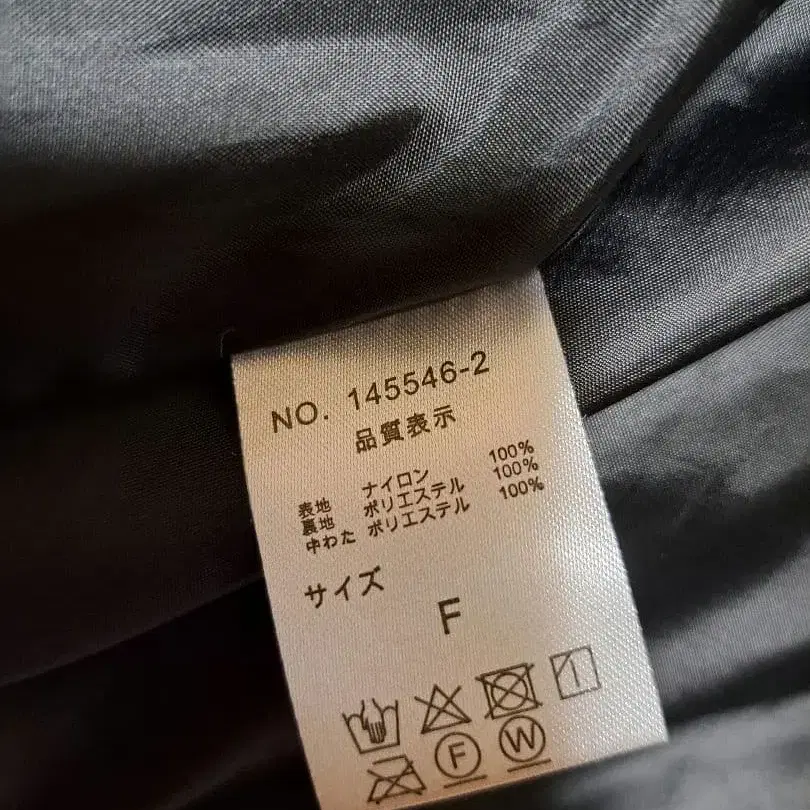 NO. 145546-2
品質表示
表地 ナイロン 100%
裏地 ポリエステル 100%
中わた ポリエステル 100%
サイズ
F
F W